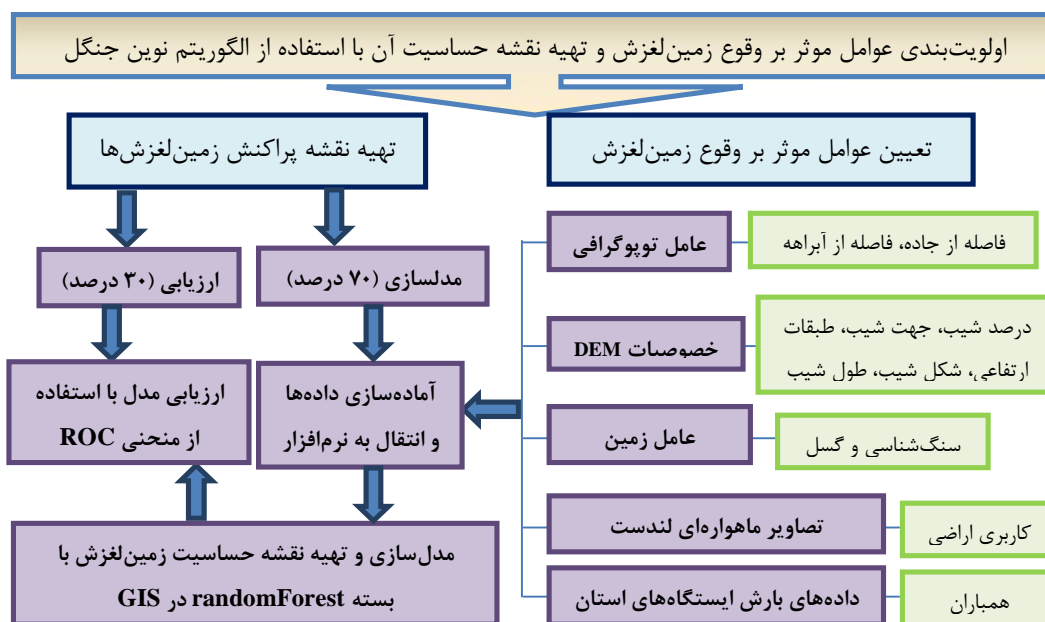 اولویت‌بندی عوامل موثر بر وقوع زمین‌لغزش و تهیه نقشه حساسیت آن با استفاده از الگوریتم نوین جنگل
تعیین عوامل موثر بر وقوع زمین‌لغزش
تهیه نقشه پراکنش زمین‌لغزش‌ها
فاصله از جاده، فاصله از آبراهه
عامل توپوگرافی
درصد شیب، جهت شیب، طبقات
ارتفاعی، شکل شیب، طول شیب
خصوصیات DEM
سنگ‌شناسی و گسل
عامل زمین
کاربری اراضی
تصاویر ماهواره‌ای لندست
همباران
داده‌های بارش ایستگاه‌های استان
مدلسازی (۷۰ درصد)
ارزیابی (۳۰ درصد)
آماده‌سازی داده‌ها
و انتقال به نرم‌افزار
ارزیابی مدل با استفاده
از منحنی ROC
مدل‌سازی و تهیه نقشه حساسیت زمین‌لغزش با
بسته randomForest در GIS